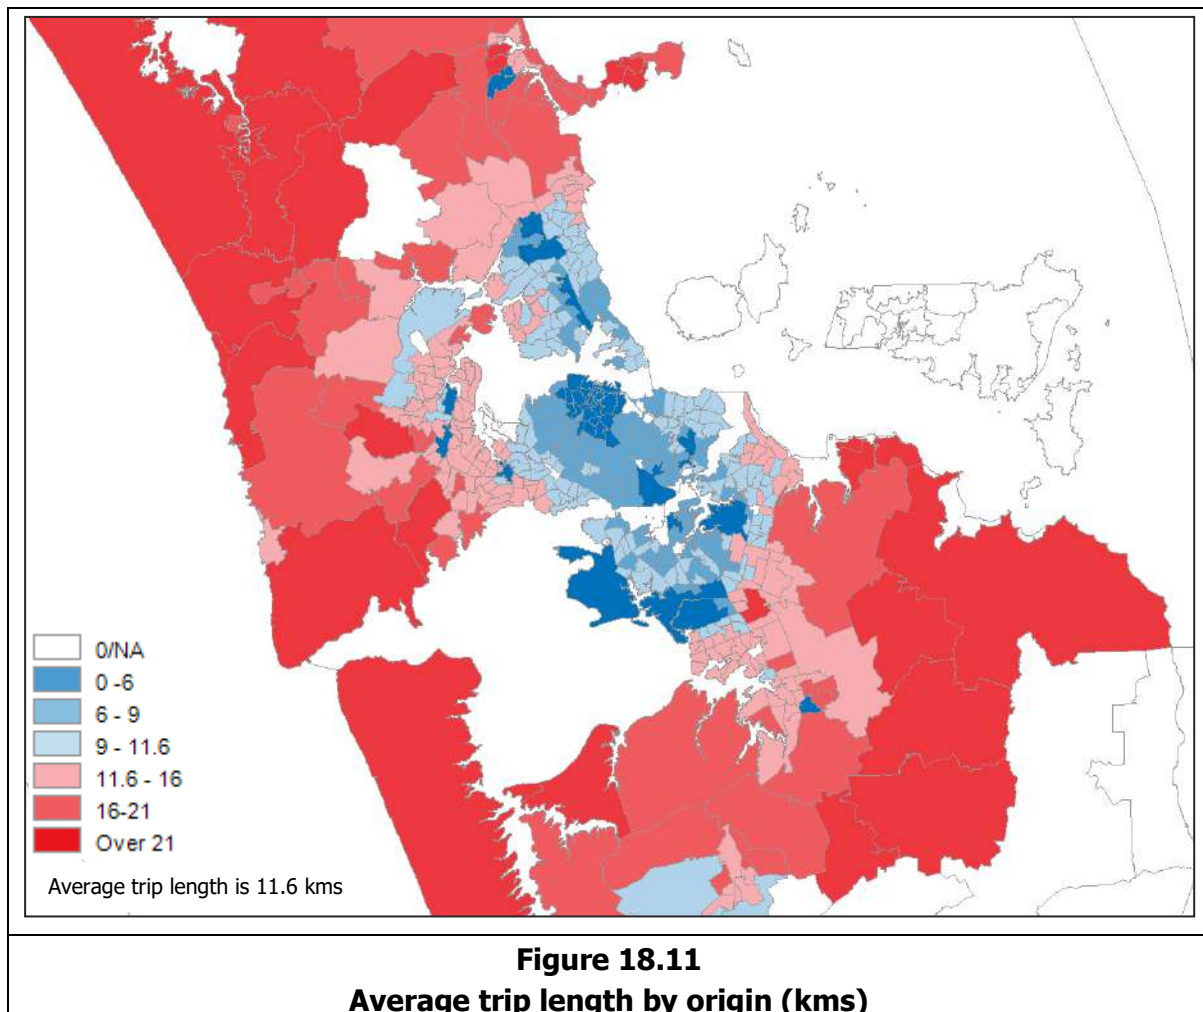 0/NA
0 -6
6 - 9
9 - 11.6
11.6 - 16
16-21
Over 21
Average trip length is 11.6 kms
Figure 18.11
Average trip length by origin (kms)